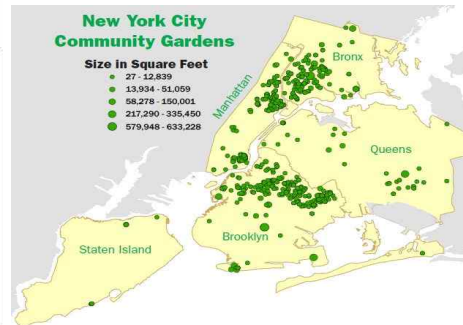 New York City
Community Gardens
Size in Square Feet
27 - 12,839
13,934 - 51,059
58,278 - 150,001
217,290 - 335,450
579,948 - 633,228
Bronx
Manhattan
Queens
Brooklyn
Staten Island